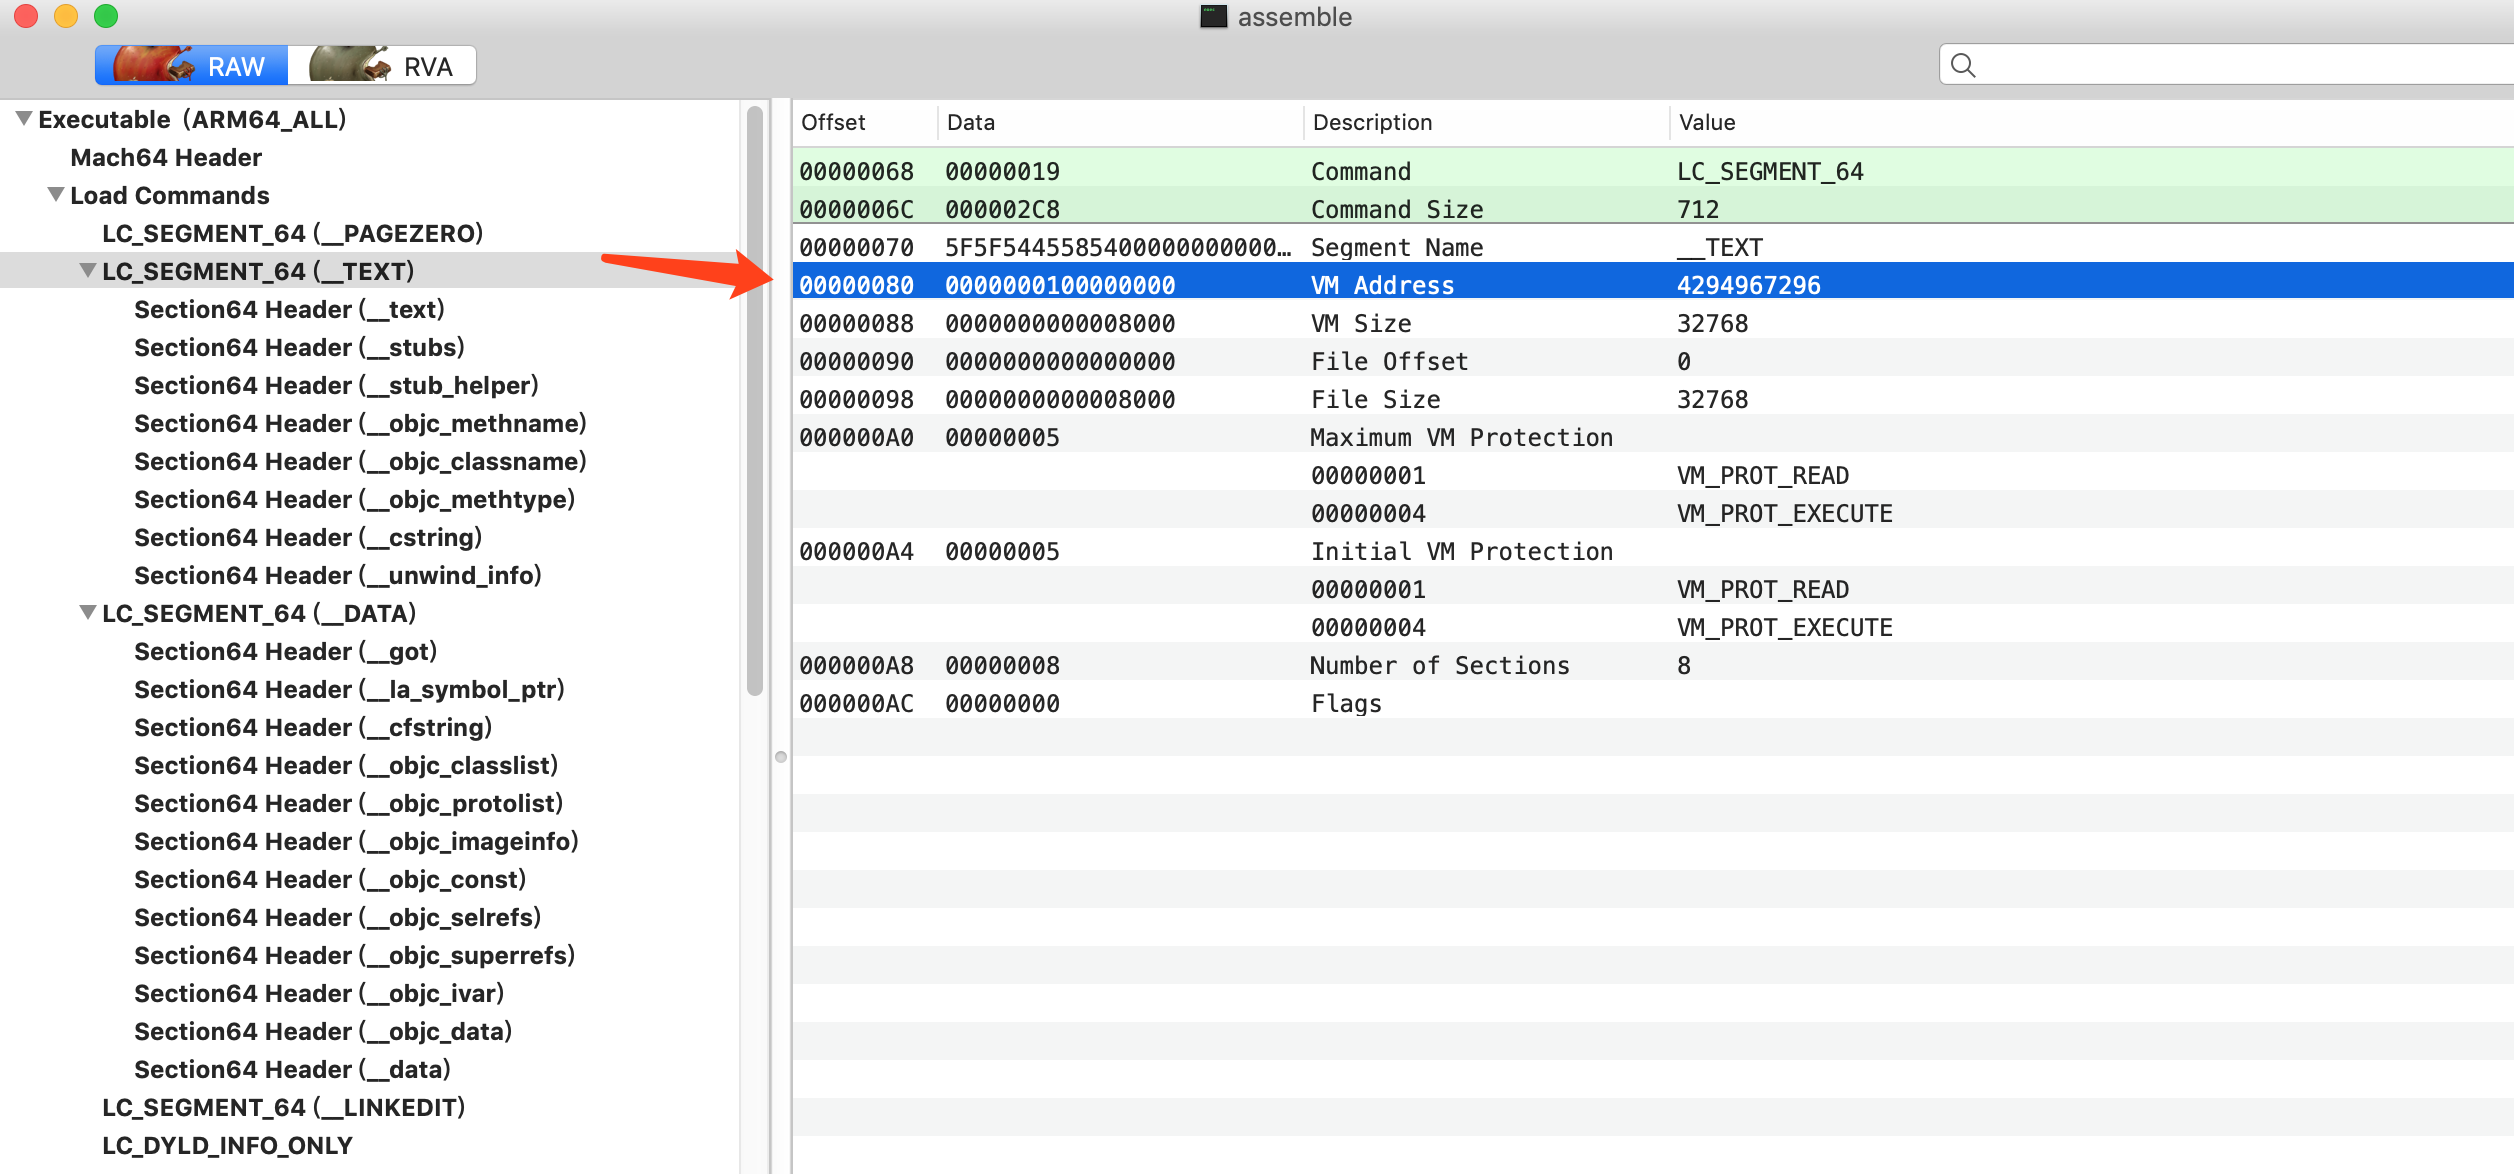 assemble
RAW RVA
Executable (ARM64_ALL)
Mach64 Header
Load Commands
LC_SEGMENT_64 (__PAGEZERO)
LC_SEGMENT_64 (__TEXT)
Section64 Header (__text)
Section64 Header (__stubs)
Section64 Header (__stub_helper)
Section64 Header (__objc_methname)
Section64 Header (__objc_classname)
Section64 Header (__objc_methtype)
Section64 Header (__cstring)
Section64 Header (__unwind_info)
LC_SEGMENT_64 (__DATA)
Section64 Header (__got)
Section64 Header (__la_symbol_ptr)
Section64 Header (__cfstring)
Section64 Header (__objc_classlist)
Section64 Header (__objc_protolist)
Section64 Header (__objc_imageinfo)
Section64 Header (__objc_const)
Section64 Header (__objc_selrefs)
Section64 Header (__objc_superrefs)
Section64 Header (__objc_ivar)
Section64 Header (__objc_data)
Section64 Header (__data)
LC_SEGMENT_64 (__LINKEDIT)
LC_DYLD_INFO_ONLY
Offset Data Description Value
00000068 00000019 Command LC_SEGMENT_64
0000006C 000002C8 Command Size 712
00000070 5F5F5445585400000000000... Segment Name __TEXT
00000080 0000000100000000 VM Address 4294967296
00000088 0000000000008000 VM Size 32768
00000090 0000000000000000 File Offset 0
00000098 0000000000008000 File Size 32768
000000A0 00000005 Maximum VM Protection
00000001 VM_PROT_READ
00000004 VM_PROT_EXECUTE
000000A4 00000005 Initial VM Protection
00000001 VM_PROT_READ
00000004 VM_PROT_EXECUTE
000000A8 00000008 Number of Sections 8
000000AC 00000000 Flags